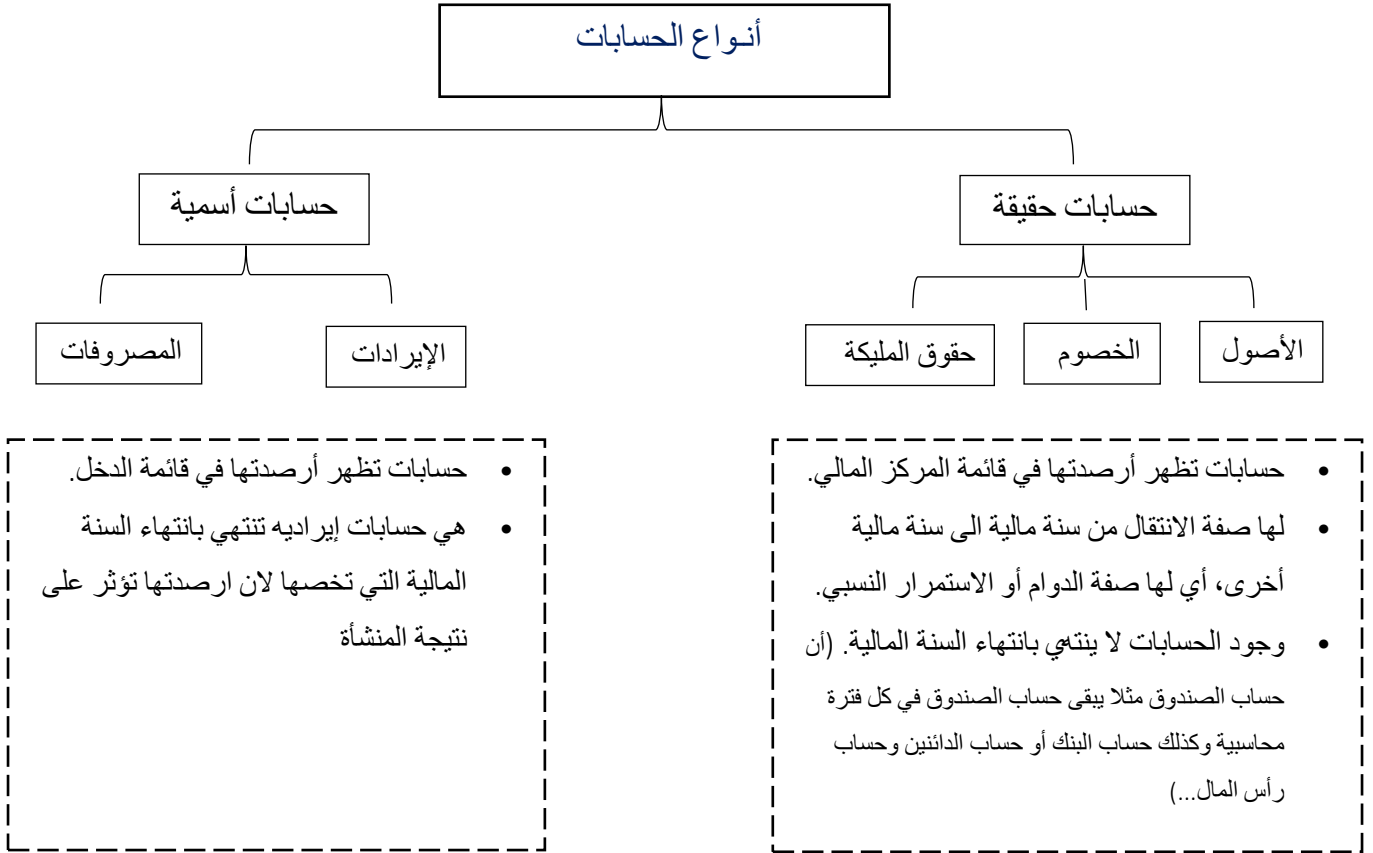 أنـواع الحسابات
حسابات حقيقة
حسابات أسمية
الأصول
الخصوم
حقوق المليكة
الإيرادات
المصروفات
• حسابات تظهر أرصدتها في قائمة المركز المالي.
• لها صفة الانتقال من سنة مالية الى سنة مالية
أخرى، أي لها صفة الدوام أو الاستمرار النسبي.
• وجود الحسابات لا ينتهي بانتهاء السنة المالية. (أن
حساب الصندوق مثلا يبقى حساب الصندوق في كل فترة
محاسبية وكذلك حساب البنك أو حساب الدائنين وحساب
رأس المال...)
• حسابات تظهر أرصدتها في قائمة الدخل.
• هي حسابات إيراديه تنتهي بانتهاء السنة
المالية التي تخصها لان ارصدتها تؤثر على
نتيجة المنشأة